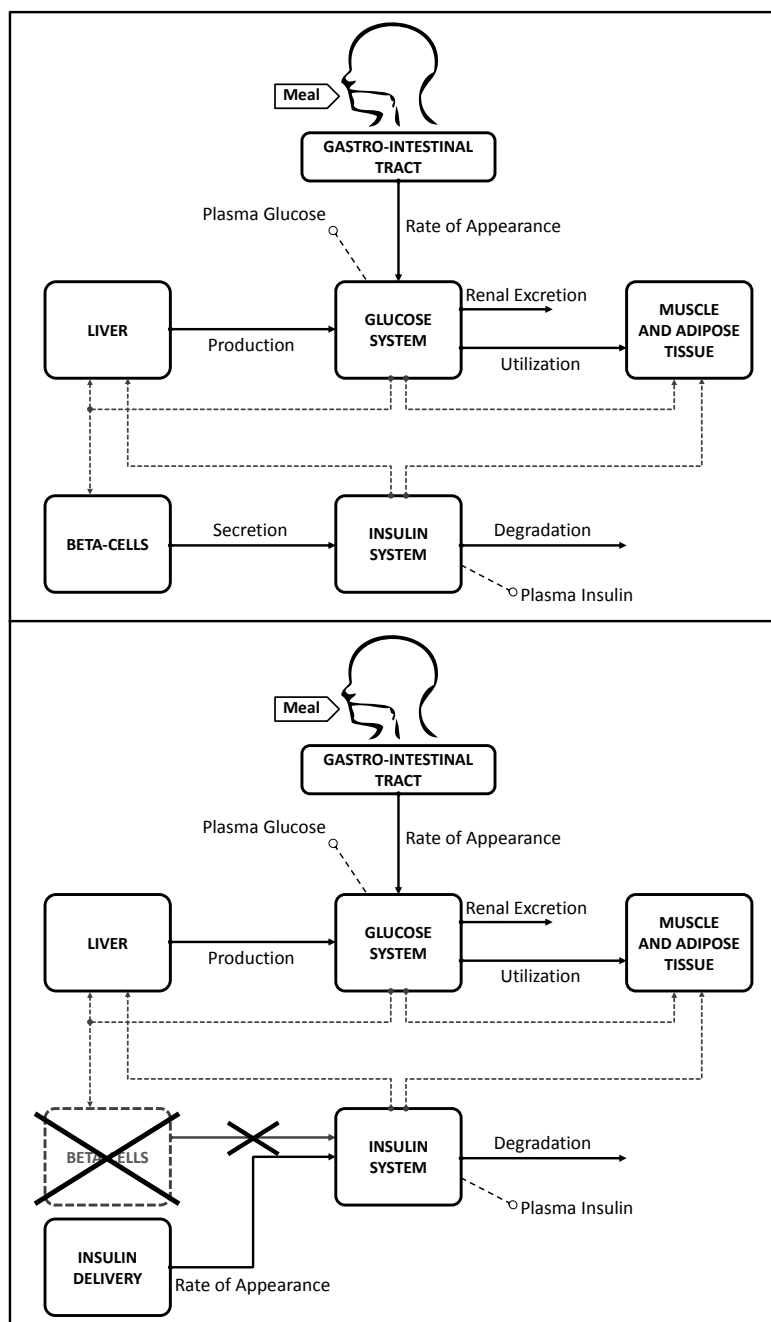 Meal
GASTRO-INTESTINAL
TRACT
Plasma Glucose
Rate of Appearance
LIVER
Production
GLUCOSE
SYSTEM
Renal Excretion
Utilization
MUSCLE
AND ADIPOSE
TISSUE
BETA-CELLS
Secretion
INSULIN
SYSTEM
Degradation
Plasma Insulin
Meal
GASTRO-INTESTINAL
TRACT
Plasma Glucose
Rate of Appearance
LIVER
Production
GLUCOSE
SYSTEM
Renal Excretion
Utilization
MUSCLE
AND ADIPOSE
TISSUE
BETA-CELLS
INSULIN
SYSTEM
Degradation
Plasma Insulin
INSULIN
DELIVERY
Rate of Appearance